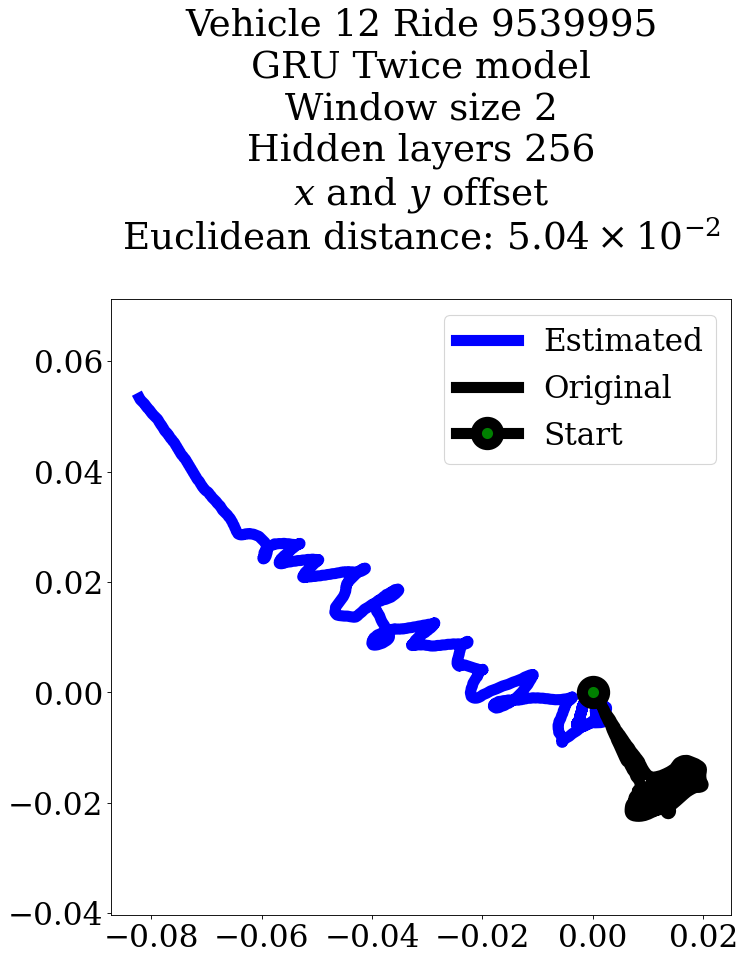 Vehicle 12 Ride 9539995
GRU Twice model
Window size 2
Hidden layers 256
x and y offset
Euclidean distance: 5.04 × 10⁻²
Estimated
Original
Start
0.06
0.04
0.02
0.00
−0.02
−0.04
−0.08 −0.06 −0.04 −0.02 0.00 0.02